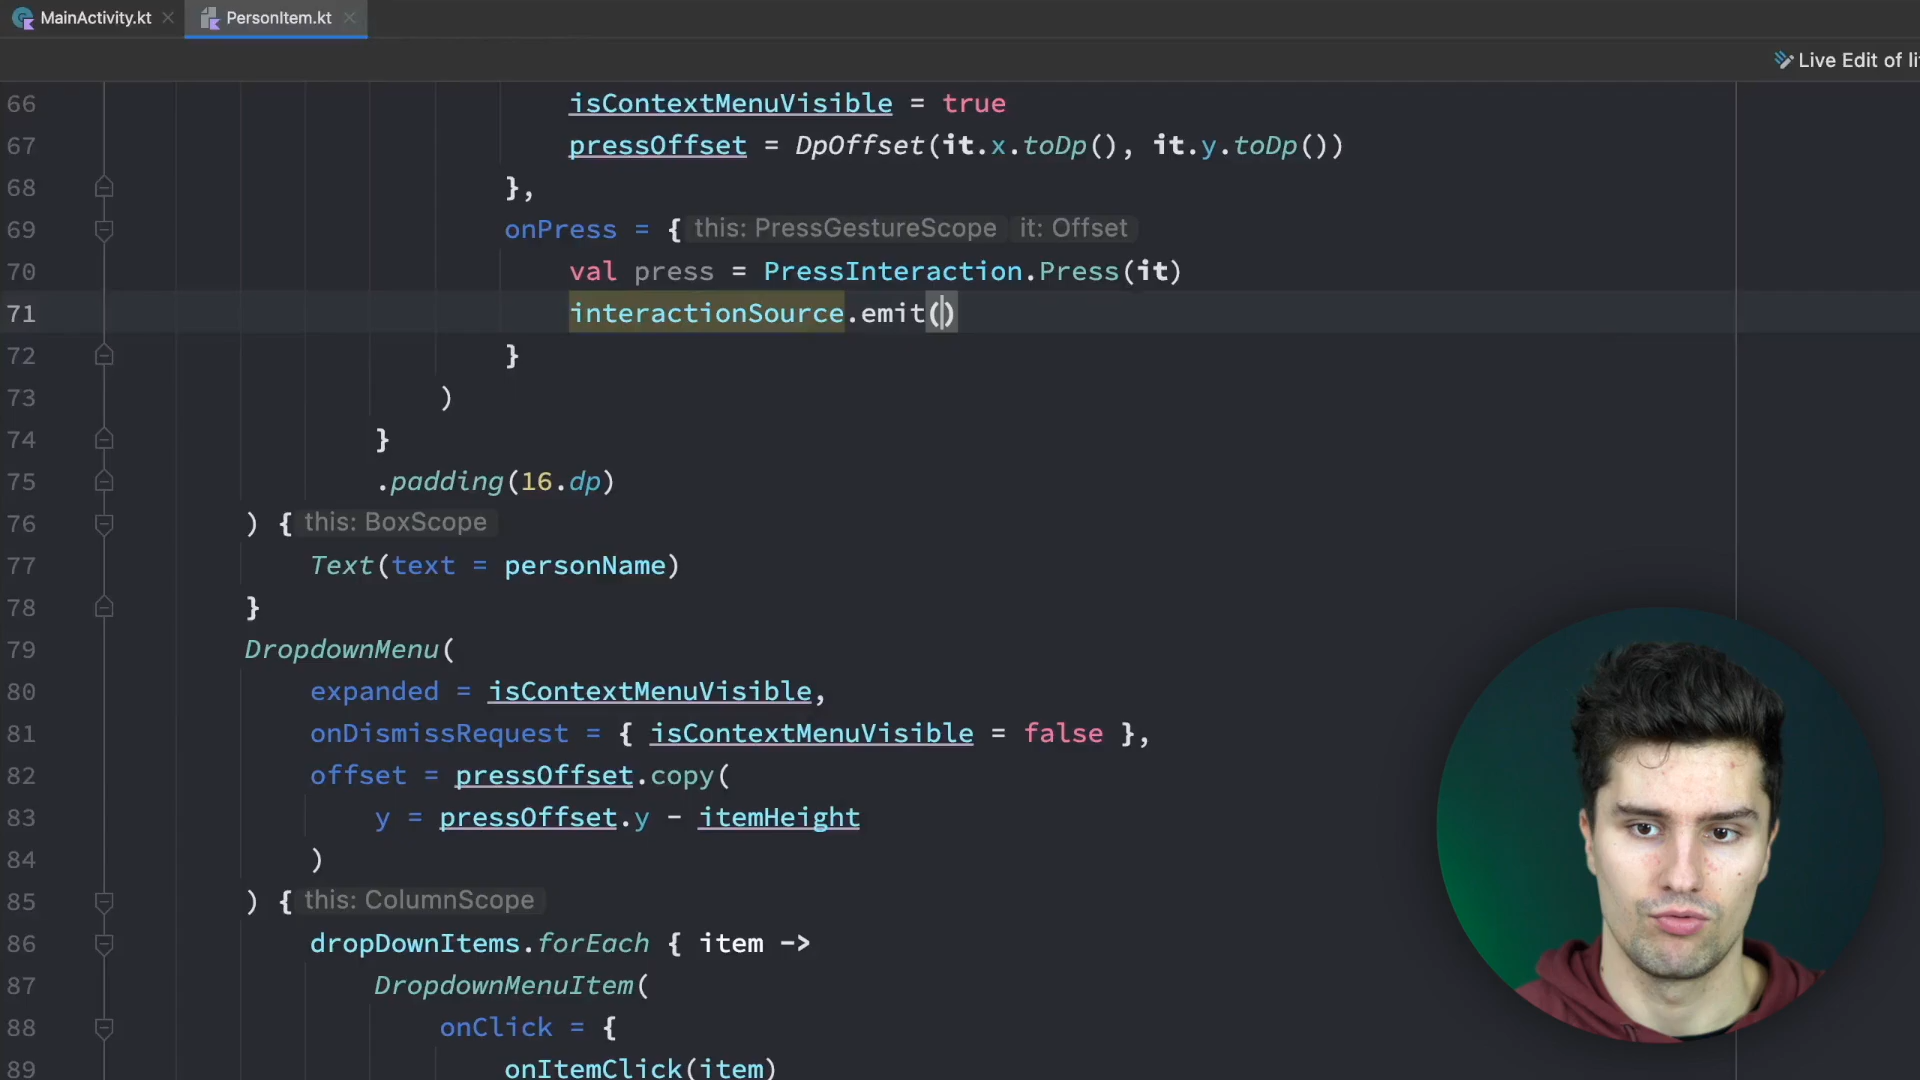 MainActivity.kt
PersonItem.kt
Live Edit of li
66 isContextMenuVisible = true
67 pressOffset = DpOffset(it.x.toDp(), it.y.toDp())
68 },
69 onPress = { this: PressGestureScope it: Offset
70 val press = PressInteraction.Press(it)
71 interactionSource.emit()
72 }
73 )
74 }
75 .padding(16.dp)
76 ) { this: BoxScope
77 Text(text = personName)
78 }
79 DropdownMenu(
80 expanded = isContextMenuVisible,
81 onDismissRequest = { isContextMenuVisible = false },
82 offset = pressOffset.copy(
83 y = pressOffset.y - itemHeight
84 )
85 ) { this: ColumnScope
86 dropDownItems.forEach { item ->
87 DropdownMenuItem(
88 onClick = {
89 onItemClick(item)